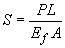 S = PL / E_f A